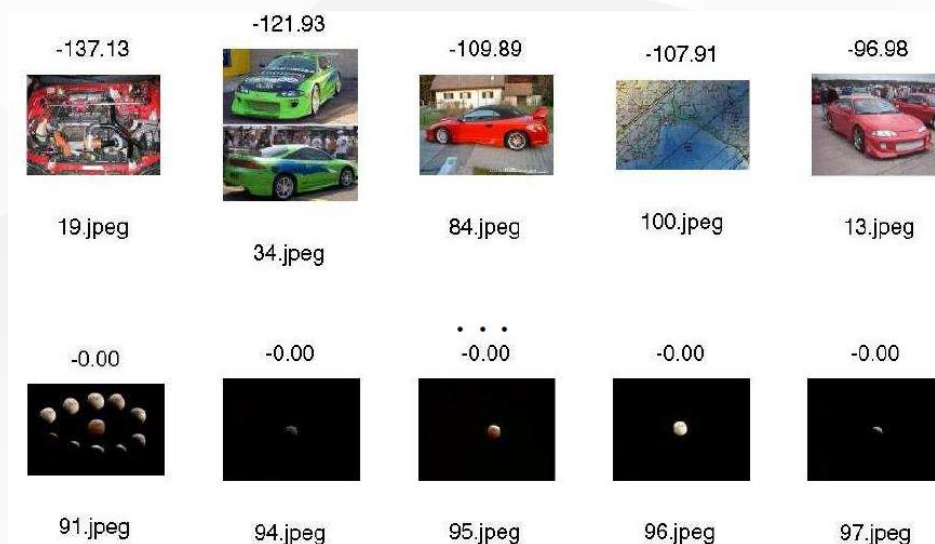 -137.13
-121.93
-109.89
-107.91
-96.98
19.jpeg
34.jpeg
84.jpeg
100.jpeg
13.jpeg
. . .
-0.00
-0.00
-0.00
-0.00
-0.00
91.jpeg
94.jpeg
95.jpeg
96.jpeg
97.jpeg